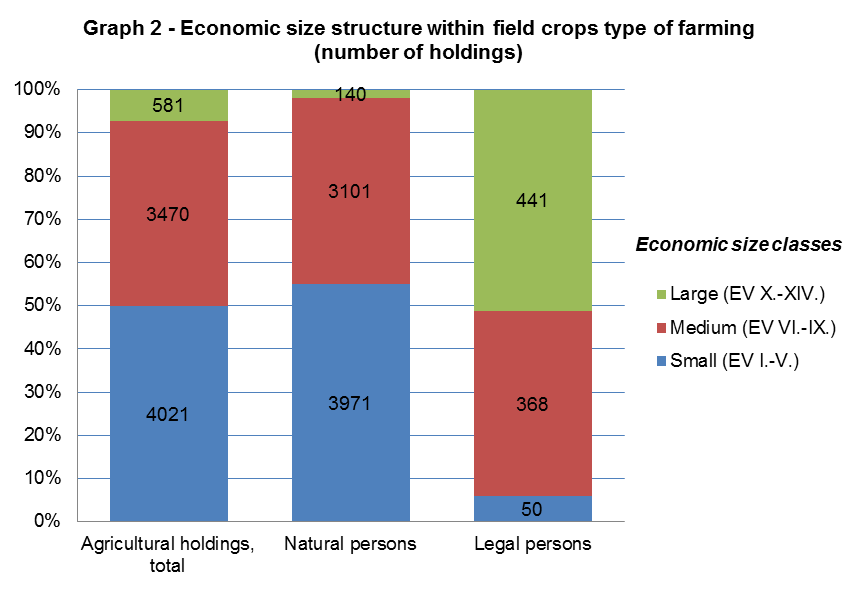 Graph 2 - Economic size structure within field crops type of farming
(number of holdings)
100%
90%
80%
70%
60%
50%
40%
30%
20%
10%
0%
581
3470
4021
140
3101
3971
441
368
50
Agricultural holdings,
total
Natural persons
Legal persons
Economic size classes
Large (EV X.-XIV.)
Medium (EV VI.-IX.)
Small (EV I.-V.)